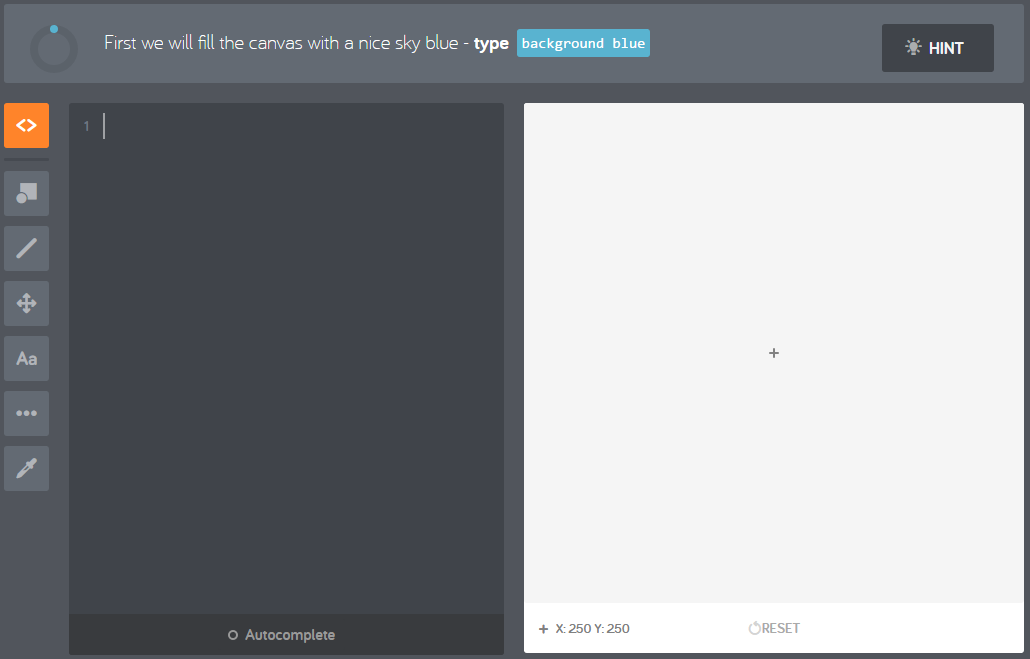 First we will fill the canvas with a nice sky blue - type background blue
HINT
1
Aa
Autocomplete
X: 250 Y: 250
RESET